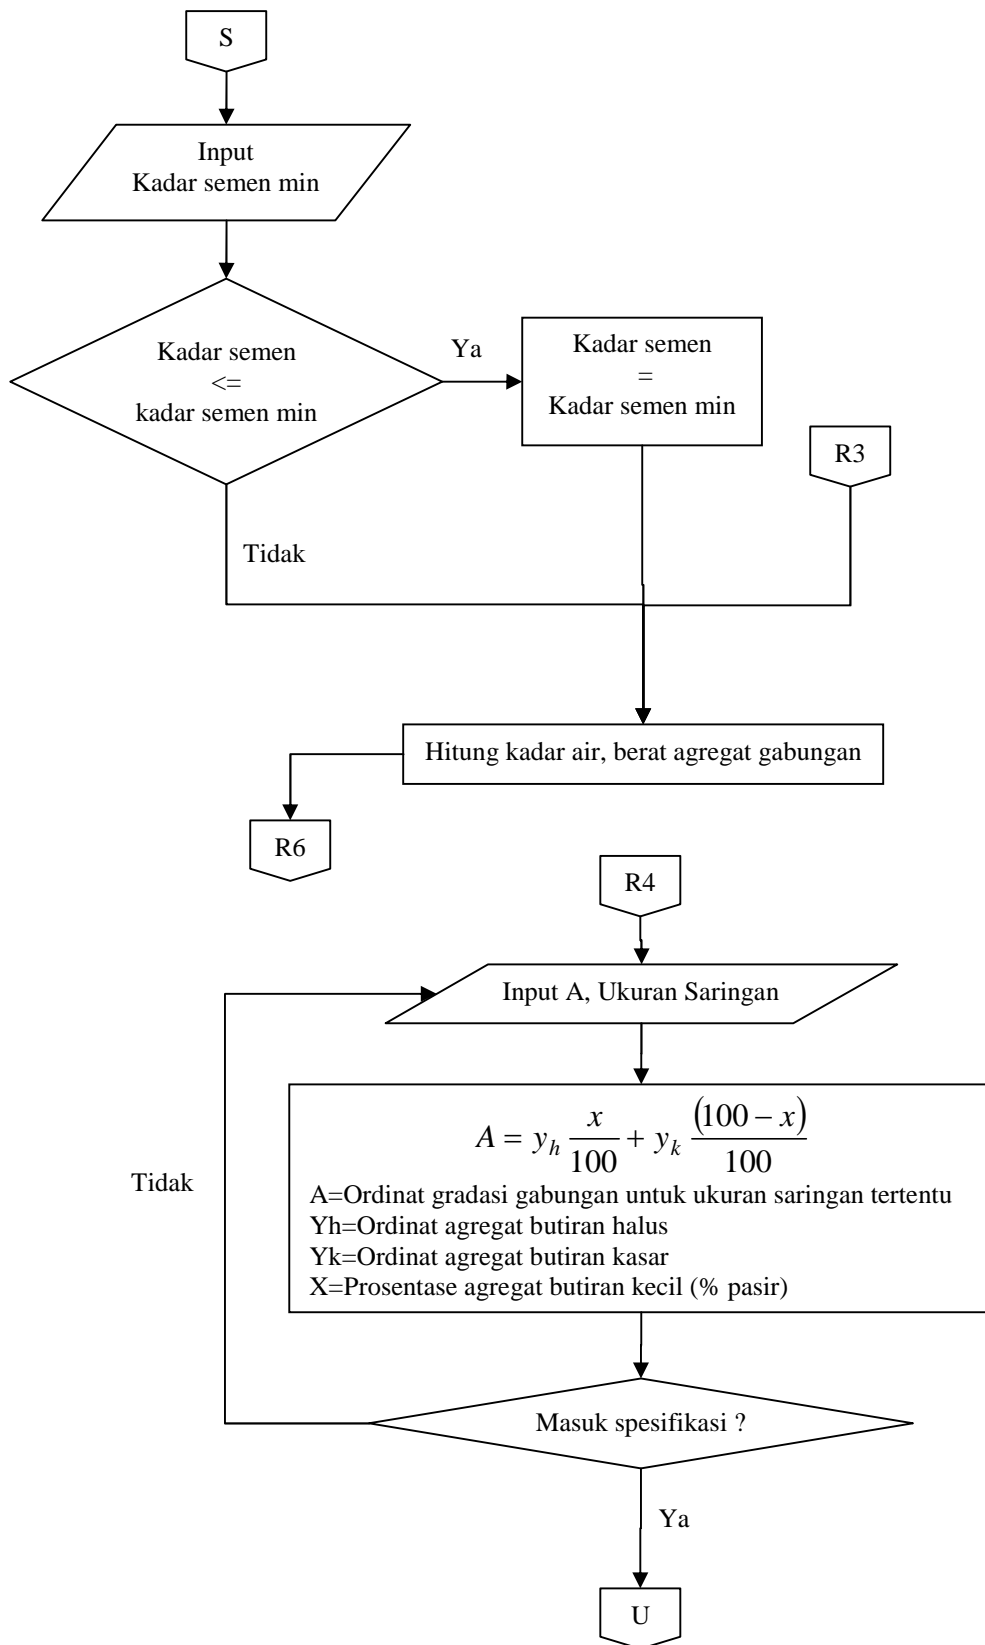 S
Input
Kadar semen min
Kadar semen
<=
kadar semen min
Ya
Kadar semen
=
Kadar semen min
R3
Tidak
Hitung kadar air, berat agregat gabungan
R6
R4
Input A, Ukuran Saringan
A = y_h x/100 + y_k (100 − x)/100
A=Ordinat gradasi gabungan untuk ukuran saringan tertentu
Yh=Ordinat agregat butiran halus
Yk=Ordinat agregat butiran kasar
X=Prosentase agregat butiran kecil (% pasir)
Tidak
Masuk spesifikasi ?
Ya
U